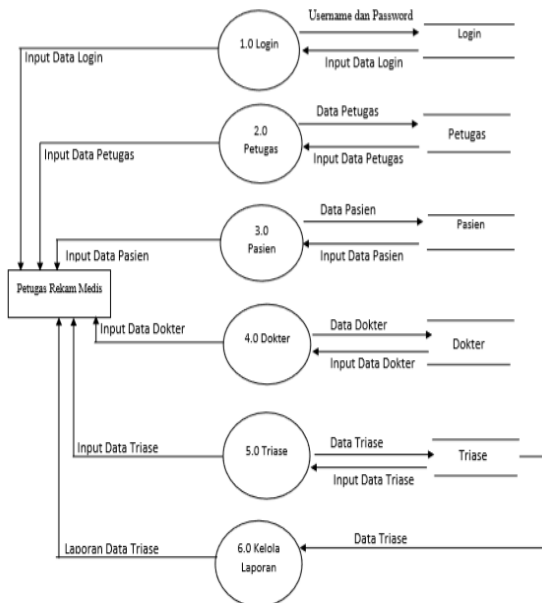 Username dan Password
Login
1.0 Login
Input Data Login
Input Data Login
Data Petugas
2.0
Petugas
Petugas
Input Data Petugas
Input Data Petugas
Data Pasien
3.0
Pasien
Pasien
Input Data Pasien
Input Data Pasien
Petugas Rekam Medis
Data Dokter
Input Data Dokter
4.0 Dokter
Dokter
Input Data Dokter
Data Triase
Input Data Triase
5.0 Triase
Triase
Input Data Triase
Data Triase
Laporan Data Triase
6.0 Kelola
Laporan